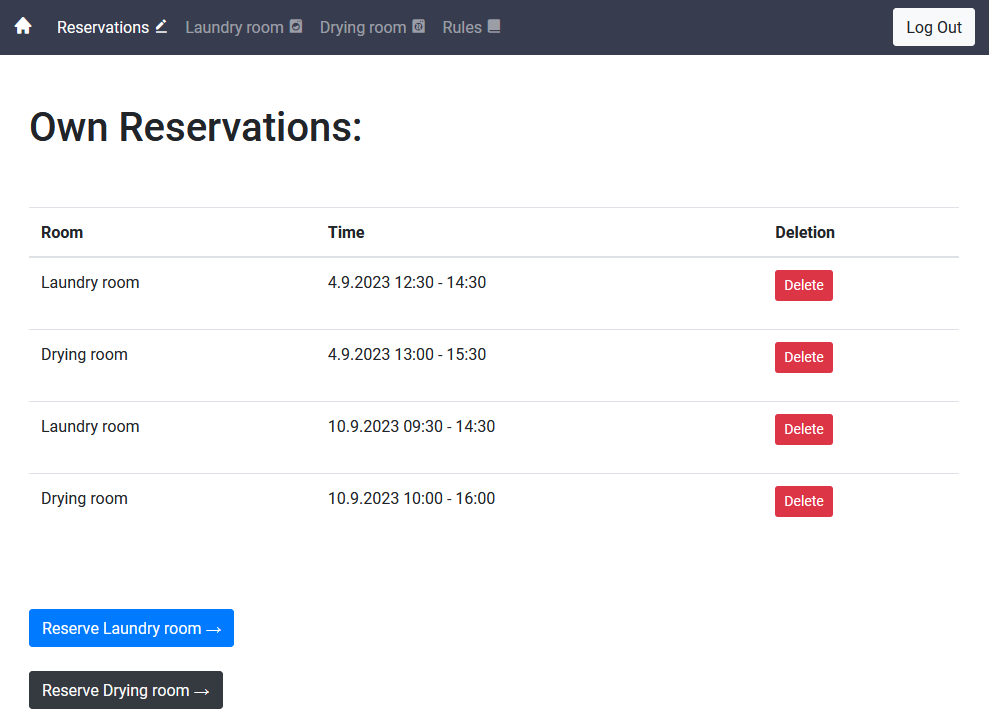 Reservations Laundry room Drying room Rules Log Out
Own Reservations:
Room Time Deletion
Laundry room 4.9.2023 12:30 - 14:30 Delete
Drying room 4.9.2023 13:00 - 15:30 Delete
Laundry room 10.9.2023 09:30 - 14:30 Delete
Drying room 10.9.2023 10:00 - 16:00 Delete
Reserve Laundry room →
Reserve Drying room →